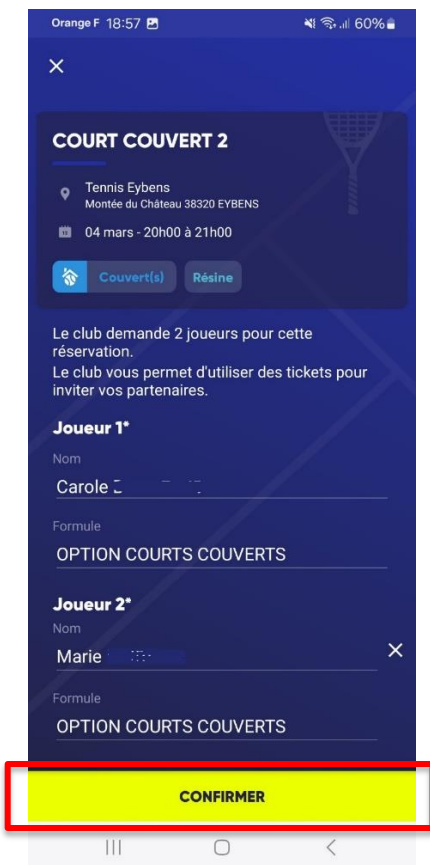 Orange F 18:57 60%
COURT COUVERT 2
Tennis Eybens
Montée du Château 38320 EYBENS
04 mars - 20h00 à 21h00
Couvert(s) Résine
Le club demande 2 joueurs pour cette
réservation.
Le club vous permet d'utiliser des tickets pour
inviter vos partenaires.
Joueur 1*
Nom
Carole
Formule
OPTION COURTS COUVERTS
Joueur 2*
Nom
Marie
Formule
OPTION COURTS COUVERTS
CONFIRMER